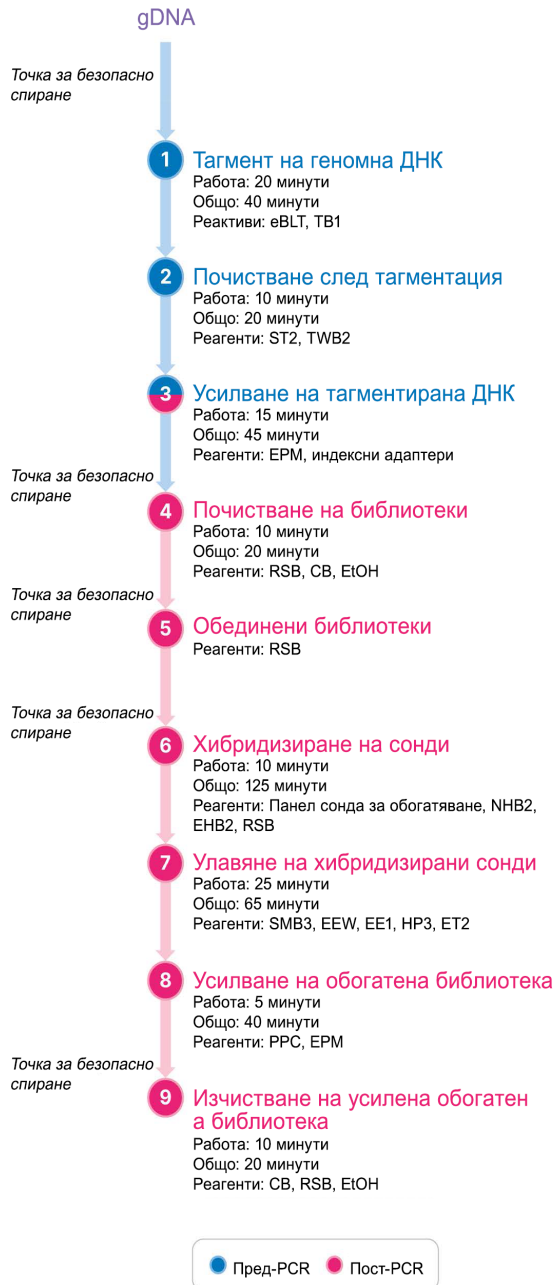 gDNA
Точка за безопасно
спиране
1 Тагмент на геномна ДНК
Работа: 20 минути
Общо: 40 минути
Реактиви: eBLT, TB1
2 Почистване след тагментация
Работа: 10 минути
Общо: 20 минути
Реагенти: ST2, TWB2
3 Усилване на тагментирана ДНК
Работа: 15 минути
Общо: 45 минути
Реагенти: EPM, индексни адаптери
Точка за безопасно
спиране
4 Почистване на библиотеки
Работа: 10 минути
Общо: 20 минути
Реагенти: RSB, CB, EtOH
Точка за безопасно
спиране
5 Обединени библиотеки
Реагенти: RSB
Точка за безопасно
спиране
6 Хибридизиране на сонди
Работа: 10 минути
Общо: 125 минути
Реагенти: Панел сонда за обогатяване, NHB2,
EHB2, RSB
7 Улавяне на хибридизирани сонди
Работа: 25 минути
Общо: 65 минути
Реагенти: SMB3, EEW, EE1, HP3, ET2
8 Усилване на обогатена библиотека
Работа: 5 минути
Общо: 40 минути
Реагенти: PPC, EPM
Точка за безопасно
спиране
9 Изчистване на усилена обогатен
а библиотека
Работа: 10 минути
Общо: 20 минути
Реагенти: CB, RSB, EtOH
Пред-PCR Пост-PCR